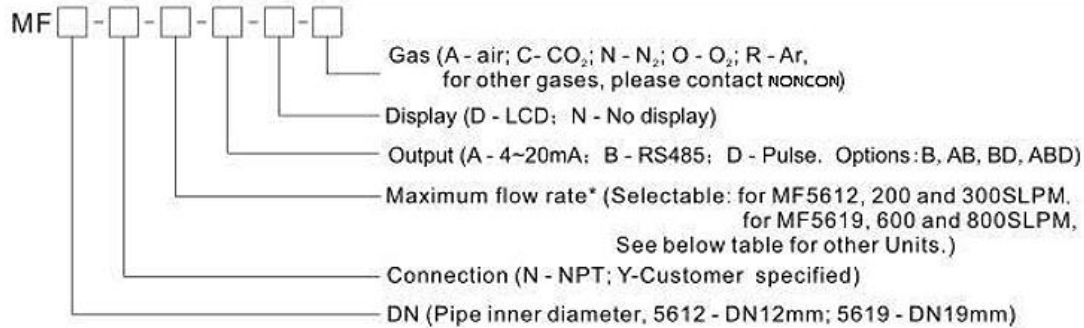 MF - - - - -
Gas (A - air; C- CO₂; N - N₂; O - O₂; R - Ar,
for other gases, please contact NONCON)
Display (D - LCD; N - No display)
Output (A - 4~20mA; B - RS485; D - Pulse. Options:B, AB, BD, ABD)
Maximum flow rate* (Selectable: for MF5612, 200 and 300SLPM.
for MF5619, 600 and 800SLPM,
See below table for other Units.)
Connection (N - NPT; Y-Customer specified)
DN (Pipe inner diameter, 5612 - DN12mm; 5619 - DN19mm)